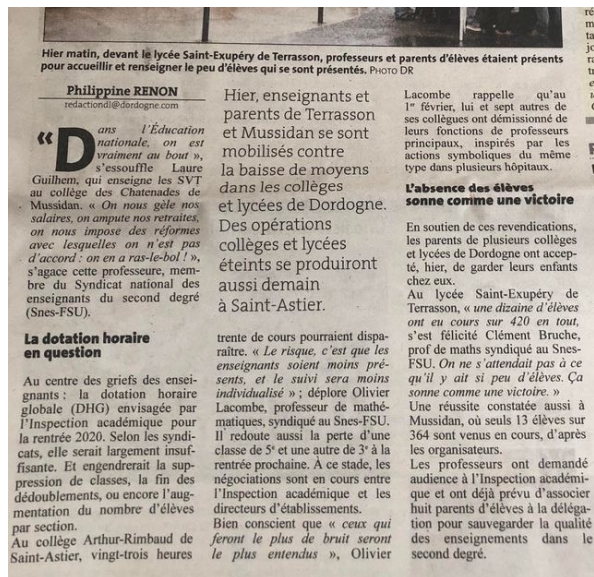 Hier matin, devant le lycée Saint-Exupéry de Terrasson, professeurs et parents d'élèves étaient présents
pour accueillir et renseigner le peu d'élèves qui se sont présentés. PHOTO DR
Philippine RENON
redactiondl@dordogne.com
« Dans l'Éducation
nationale, on est
vraiment au bout »,
s'essouffle Laure
Guilhem, qui enseigne les SVT
au collège des Chatenades de
Mussidan. « On nous gèle nos
salaires, on ampute nos retraites,
on nous impose des réformes
avec lesquelles on n'est pas
d'accord : on en a ras-le-bol ! »,
s'agace cette professeure, mem-
bre du Syndicat national des
enseignants du second degré
(Snes-FSU).
La dotation horaire
en question
Au centre des griefs des ensei-
gnants : la dotation horaire
globale (DHG) envisagée par
l'Inspection académique pour
la rentrée 2020. Selon les syndi-
cats, elle serait largement insuf-
fisante. Et engendrerait la sup-
pression de classes, la fin des
dédoublements, ou encore l'aug-
mentation du nombre d'élèves
par section.
Au collège Arthur-Rimbaud de
Saint-Astier, vingt-trois heures
Hier, enseignants et
parents de Terrasson
et Mussidan se sont
mobilisés contre
la baisse de moyens
dans les collèges
et lycées de Dordogne.
Des opérations
collèges et lycées
éteints se produiront
aussi demain
à Saint-Astier.
trente de cours pourraient dispa-
raître. « Le risque, c'est que les
enseignants soient moins pré-
sents, et le suivi sera moins
individualisé » ; déplore Olivier
Lacombe, professeur de mathé-
matiques, syndiqué au Snes-FSU.
Il redoute aussi la perte d'une
classe de 5e et une autre de 3e à la
rentrée prochaine. À ce stade, les
négociations sont en cours entre
l'Inspection académique et les
directeurs d'établissements.
Bien conscient que « ceux qui
feront le plus de bruit seront
le plus entendus », Olivier
Lacombe rappelle qu'au
1er février, lui et sept autres de
ses collègues ont démissionné de
leurs fonctions de professeurs
principaux, inspirés par les
actions symboliques du même
type dans plusieurs hôpitaux.
L'absence des élèves
sonne comme une victoire
En soutien de ces revendications,
les parents de plusieurs collèges
et lycées de Dordogne ont accep-
té, hier, de garder leurs enfants
chez eux.
Au lycée Saint-Exupéry de
Terrasson, « une dizaine d'élèves
ont eu cours sur 420 en tout,
s'est félicité Clément Bruche,
prof de maths syndiqué au Snes-
FSU. On ne s'attendait pas à ce
qu'il y ait si peu d'élèves. Ça
sonne comme une victoire. »
Une réussite constatée aussi à
Mussidan, où seuls 13 élèves sur
364 sont venus en cours, d'après
les organisateurs.
Les professeurs ont demandé
audience à l'Inspection académi-
que et ont déjà prévu d'associer
huit parents d'élèves à la déléga-
tion pour sauvegarder la qualité
des enseignements dans le
second degré.